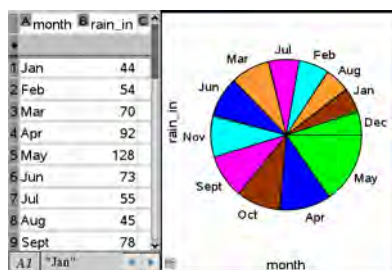 A month B rain_in C
◆
1 Jan 44
2 Feb 54
3 Mar 70
4 Apr 92
5 May 128
6 Jun 73
7 Jul 55
8 Aug 45
9 Sept 78
A1 "Jan"
Jul
Mar
Feb
Aug
Jun
Jan
Dec
rain_in
Nov
May
Sept
Oct
Apr
month